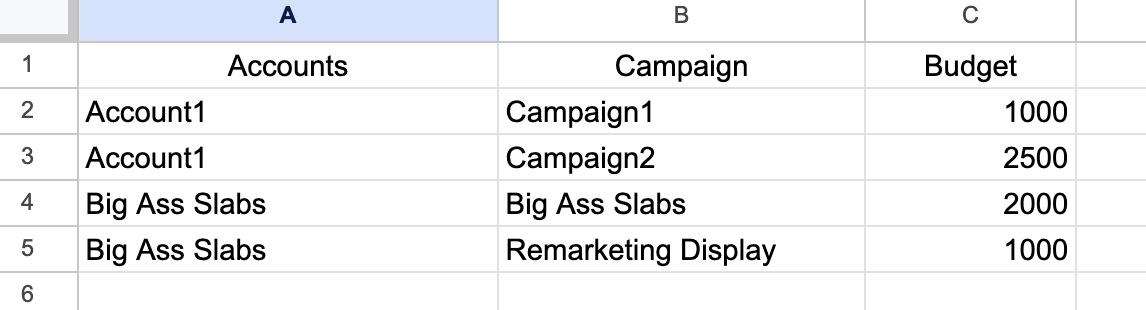 A B C
1 Accounts Campaign Budget
2 Account1 Campaign1 1000
3 Account1 Campaign2 2500
4 Big Ass Slabs Big Ass Slabs 2000
5 Big Ass Slabs Remarketing Display 1000
6